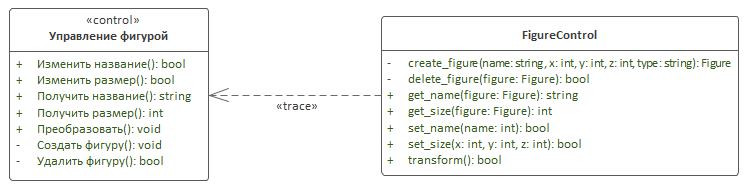 «control»
Управление фигурой
+ Изменить название(): bool
+ Изменить размер(): bool
+ Получить название(): string
+ Получить размер(): int
+ Преобразовать(): void
- Создать фигуру(): void
- Удалить фигуру(): bool
«trace»
FigureControl
- create_figure(name: string, x: int, y: int, z: int, type: string): Figure
- delete_figure(figure: Figure): bool
+ get_name(figure: Figure): string
+ get_size(figure: Figure): int
+ set_name(name: int): bool
+ set_size(x: int, y: int, z: int): bool
+ transform(): bool